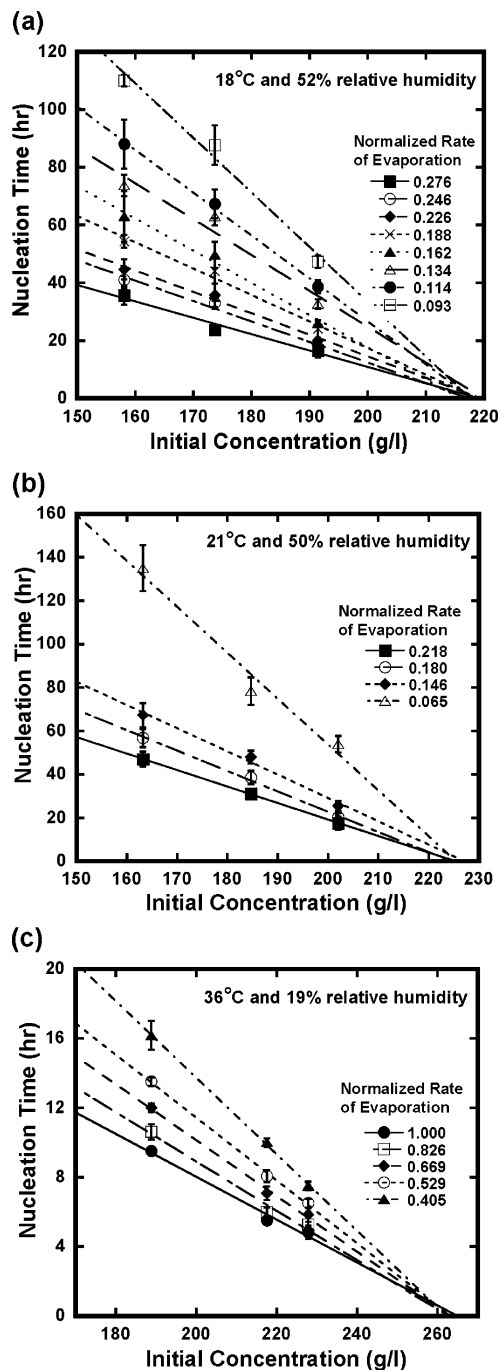 (a)
18°C and 52% relative humidity
Nucleation Time (hr)
120
100
80
60
40
20
0
Normalized Rate
of Evaporation
0.276
0.246
0.226
0.188
0.162
0.134
0.114
0.093
150 160 170 180 190 200 210 220
Initial Concentration (g/l)
(b)
21°C and 50% relative humidity
Nucleation Time (hr)
160
140
120
100
80
60
40
20
0
Normalized Rate
of Evaporation
0.218
0.180
0.146
0.065
150 160 170 180 190 200 210 220 230
Initial Concentration (g/l)
(c)
36°C and 19% relative humidity
Nucleation Time (hr)
20
16
12
8
4
0
Normalized Rate
of Evaporation
1.000
0.826
0.669
0.529
0.405
180 200 220 240 260
Initial Concentration (g/l)